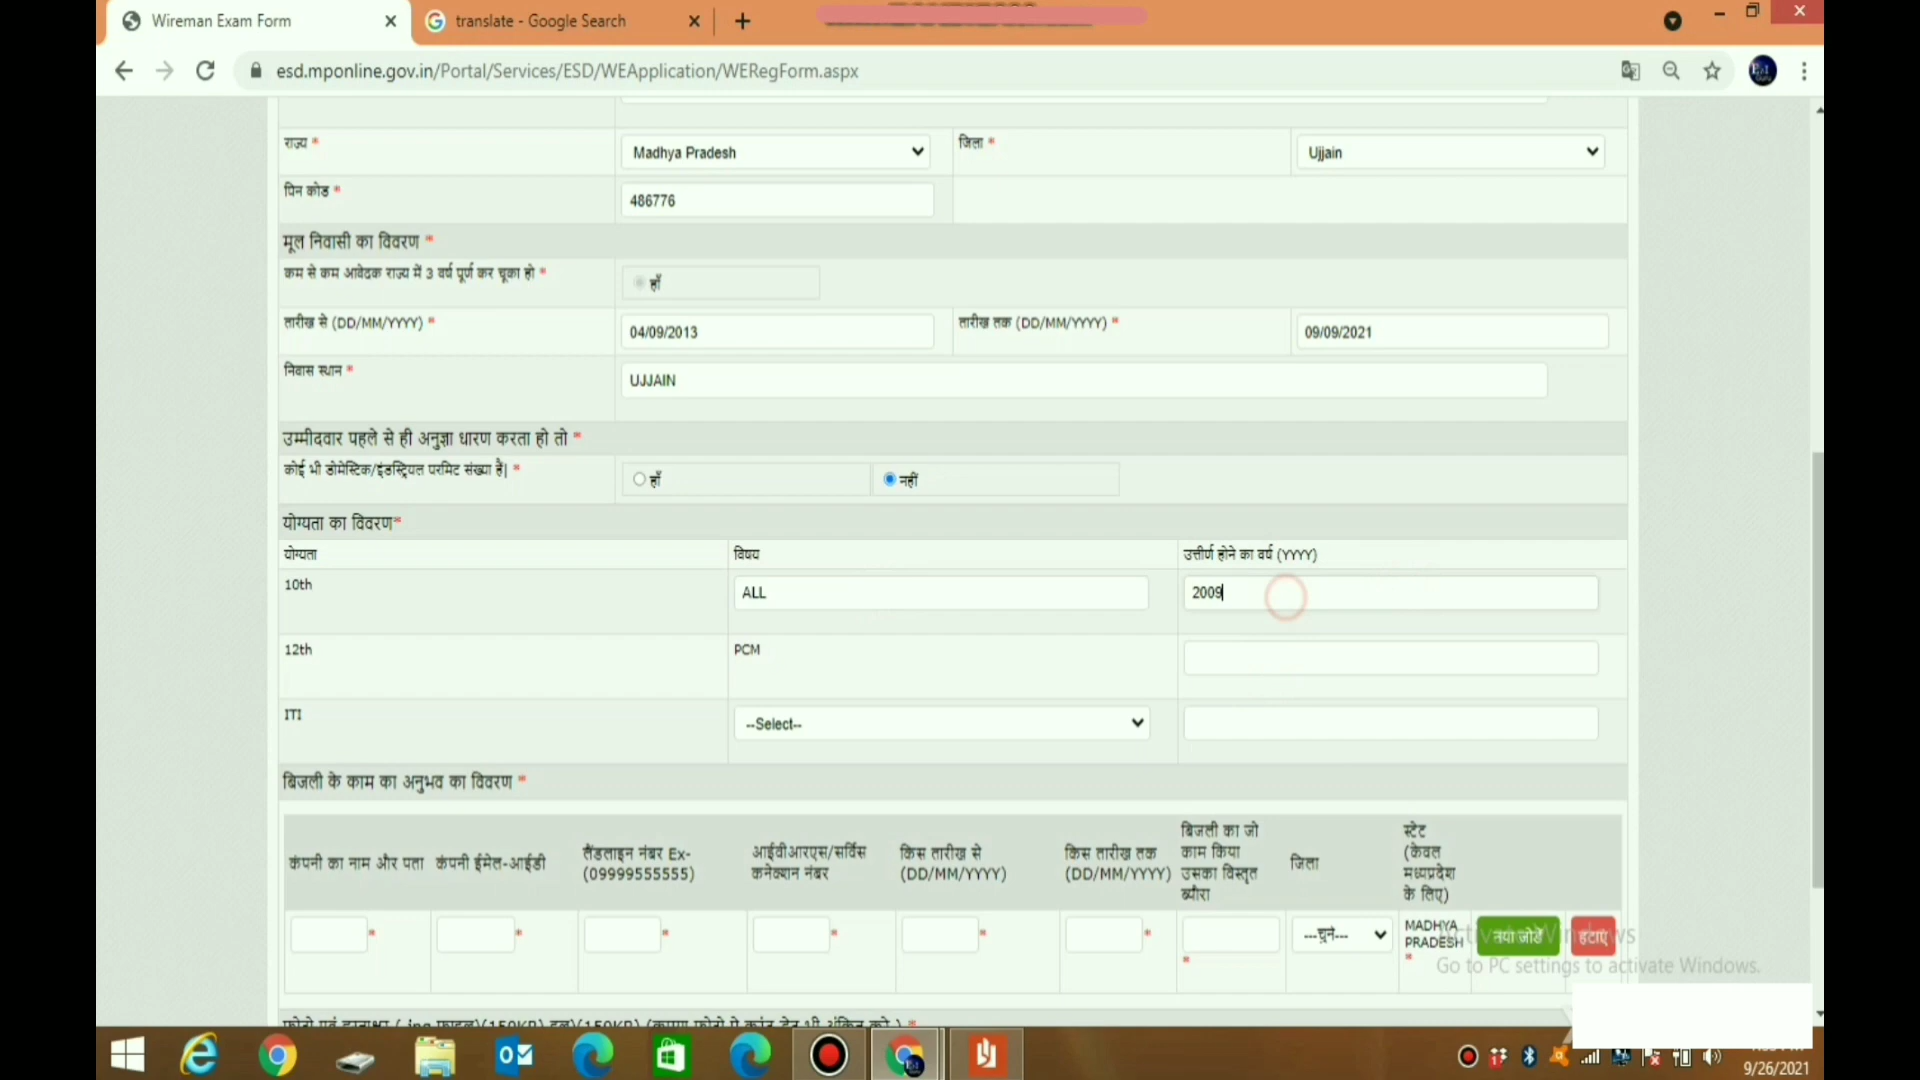 Wireman Exam Form
translate - Google Search
esd.mponline.gov.in/Portal/Services/ESD/WEApplication/WERegForm.aspx
राज्य *
Madhya Pradesh
जिला *
Ujjain
पिन कोड *
486776
मूल निवासी का विवरण *
कम से कम आवेदक राज्य में 3 वर्ष पूर्ण कर चूका हो *
हाँ
तारीख से (DD/MM/YYYY) *
04/09/2013
तारीख तक (DD/MM/YYYY) *
09/09/2021
निवास स्थान *
UJJAIN
उम्मीदवार पहले से ही अनुज्ञा धारण करता हो तो *
कोई भी डोमेस्टिक/इंडस्ट्रियल परमिट संख्या हैं| *
हाँ
नहीं
योग्यता का विवरण*
योग्यता
विषय
उत्तीर्ण होने का वर्ष (YYYY)
10th
ALL
2009
12th
PCM
ITI
--Select--
बिजली के काम का अनुभव का विवरण *
कंपनी का नाम और पता
कंपनी ईमेल-आईडी
लैंडलाइन नंबर Ex-
(09999555555)
आईवीआरएस/सर्विस
कनेक्शन नंबर
किस तारीख से
(DD/MM/YYYY)
किस तारीख तक
(DD/MM/YYYY)
बिजली का जो
काम किया
उसका विस्तृत
ब्यौरा
जिला
स्टेट
(केवल
मध्यप्रदेश
के लिए)
*
*
*
*
*
*
*
---चुने---
MADHYA
PRADESH
*
नया जोडें
हटाएं
Activate Windows
Go to PC settings to activate Windows.
9/26/2021